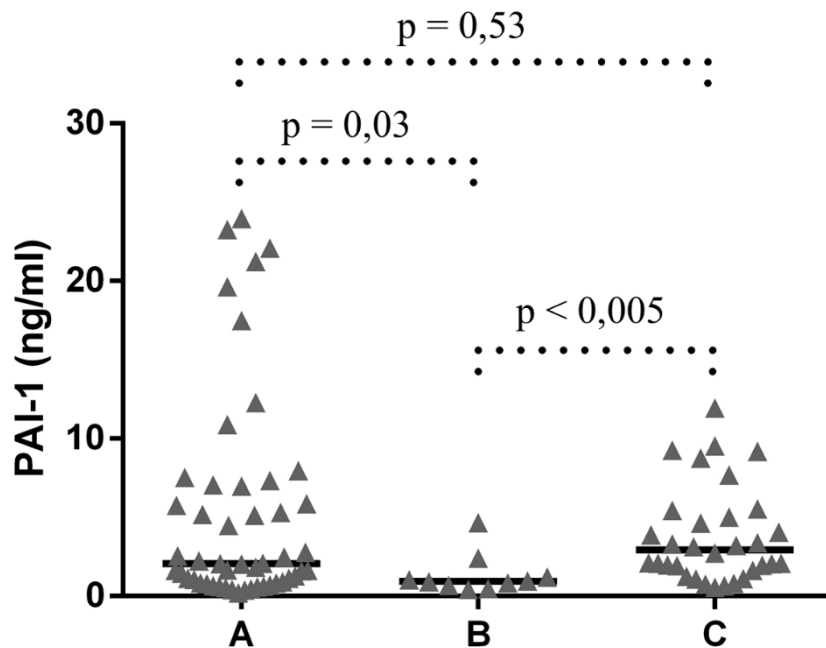 p = 0,53
p = 0,03
p < 0,005
PAI-1 (ng/ml)
30
20
10
0
A B C